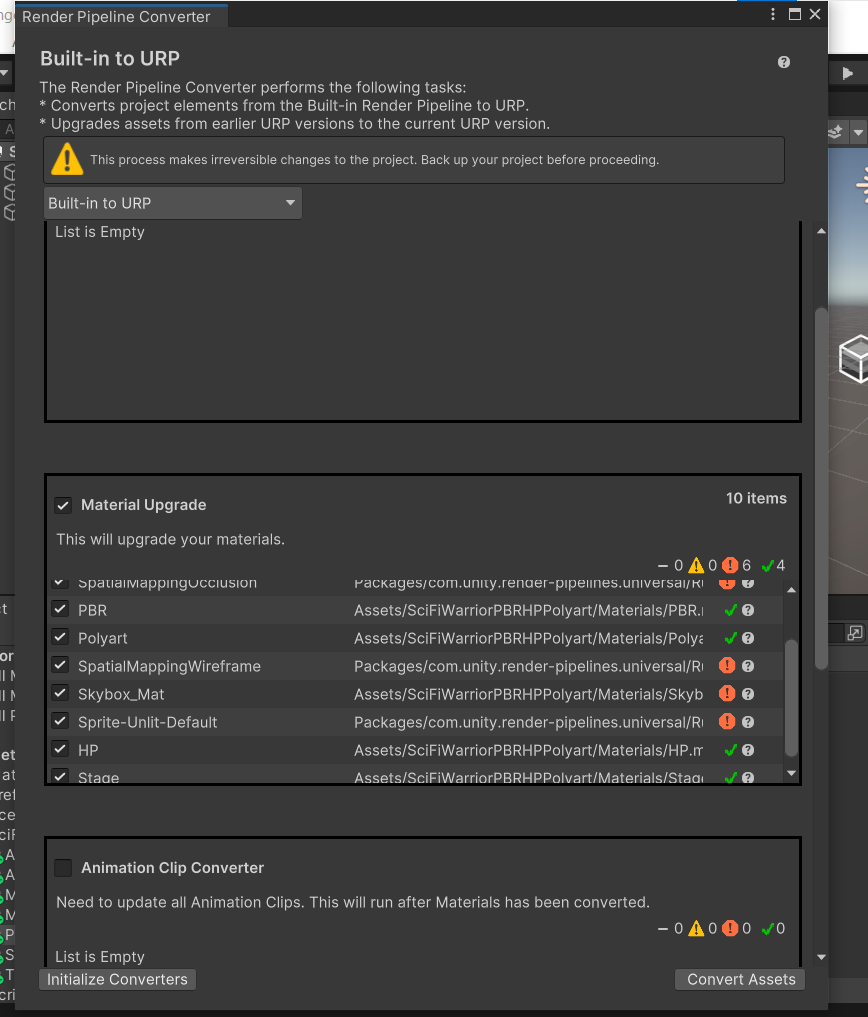 Render Pipeline Converter
Built-in to URP
The Render Pipeline Converter performs the following tasks:
* Converts project elements from the Built-in Render Pipeline to URP.
* Upgrades assets from earlier URP versions to the current URP version.
This process makes irreversible changes to the project. Back up your project before proceeding.
Built-in to URP
List is Empty
Material Upgrade 10 items
This will upgrade your materials.
– 0 0 6 4
SpatialMappingOcclusion Packages/com.unity.render-pipelines.universal/Ru
PBR Assets/SciFiWarriorPBRHPPolyart/Materials/PBR.
Polyart Assets/SciFiWarriorPBRHPPolyart/Materials/Polya
SpatialMappingWireframe Packages/com.unity.render-pipelines.universal/Ru
Skybox_Mat Assets/SciFiWarriorPBRHPPolyart/Materials/Skyb
Sprite-Unlit-Default Packages/com.unity.render-pipelines.universal/Ru
HP Assets/SciFiWarriorPBRHPPolyart/Materials/HP.m
Stage Assets/SciFiWarriorPBRHPPolyart/Materials/Stag
Animation Clip Converter
Need to update all Animation Clips. This will run after Materials has been converted.
– 0 0 0 0
List is Empty
Initialize Converters Convert Assets